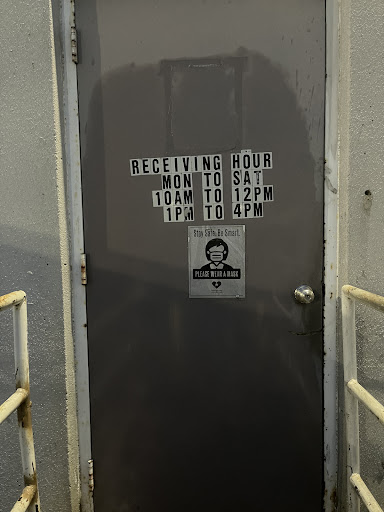 RECEIVING HOUR
MON TO SAT
10AM TO 12PM
1PM TO 4PM
Stay Safe. Be Smart.
PLEASE WEAR A MASK